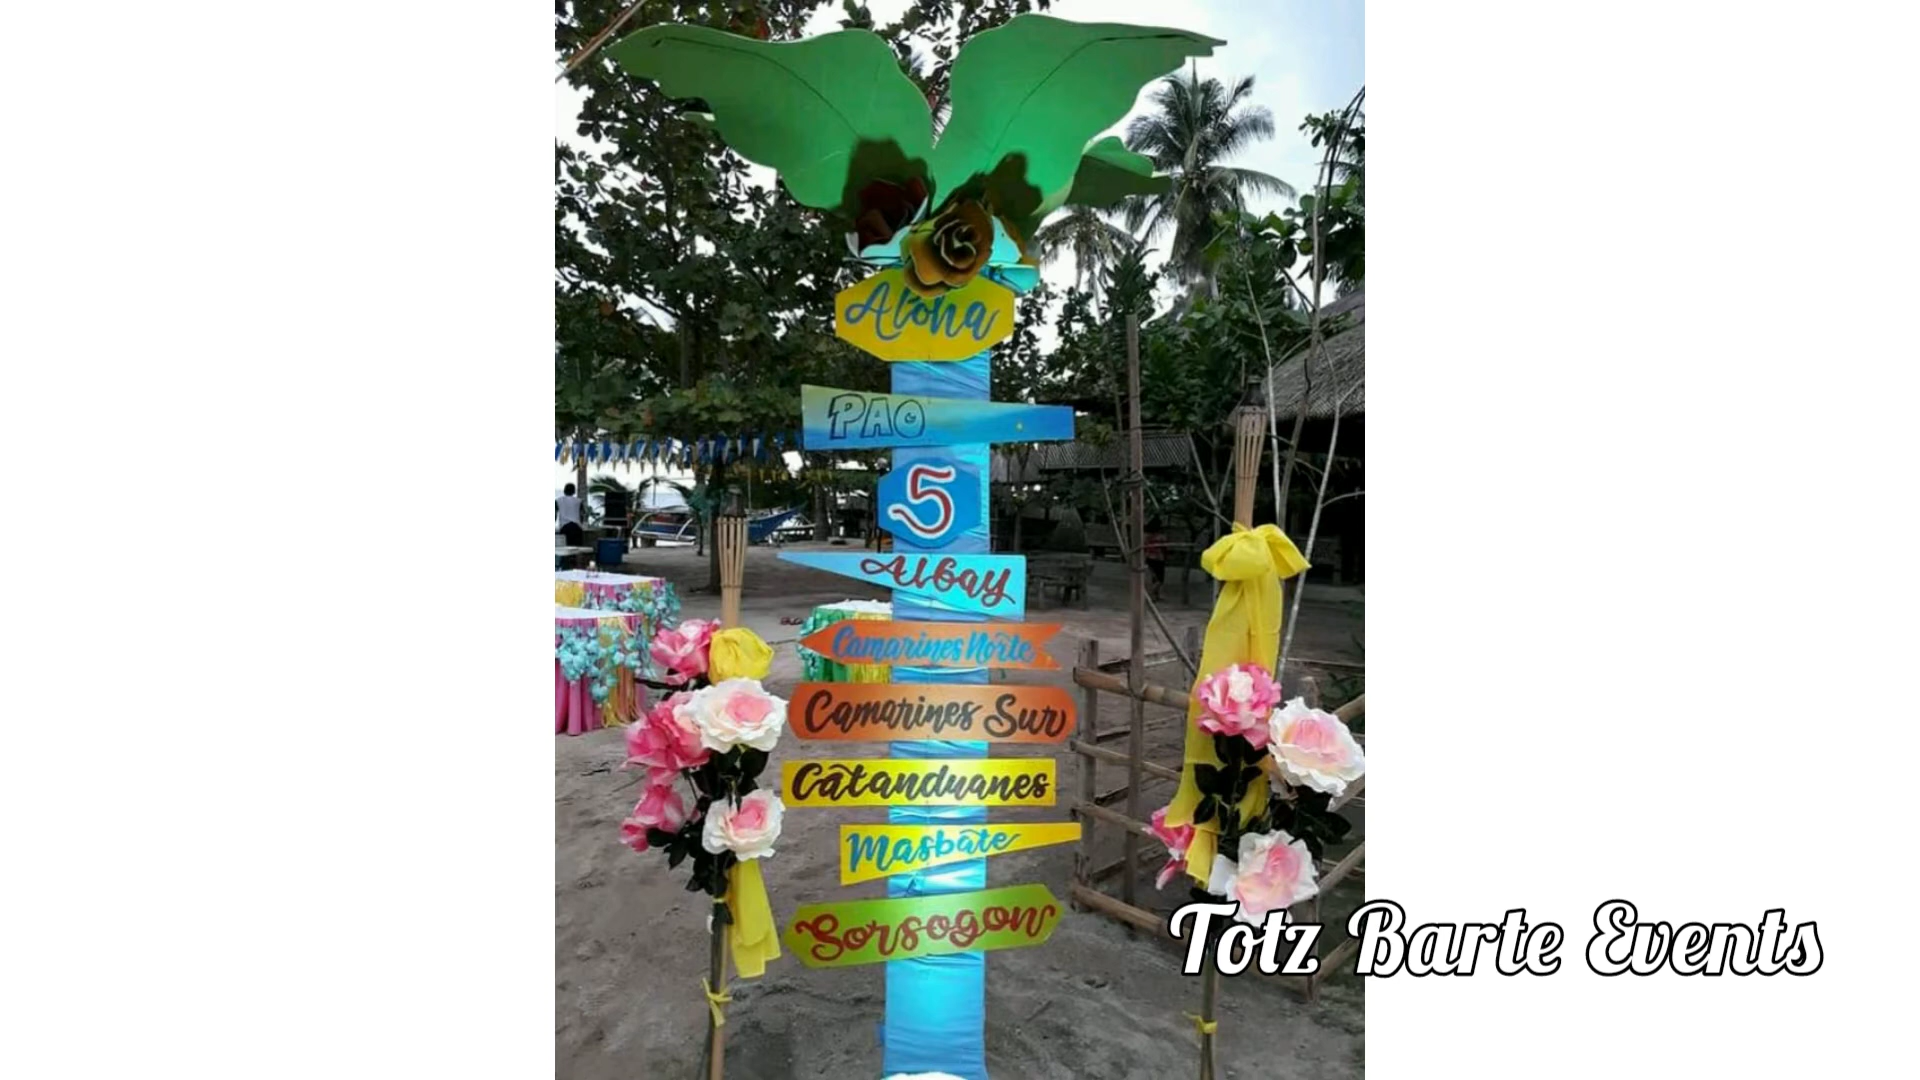 Aloha
PAO
5
Albay
Camarines Norte
Camarines Sur
Catanduanes
Masbate
Sorsogon
Totz Barte Events